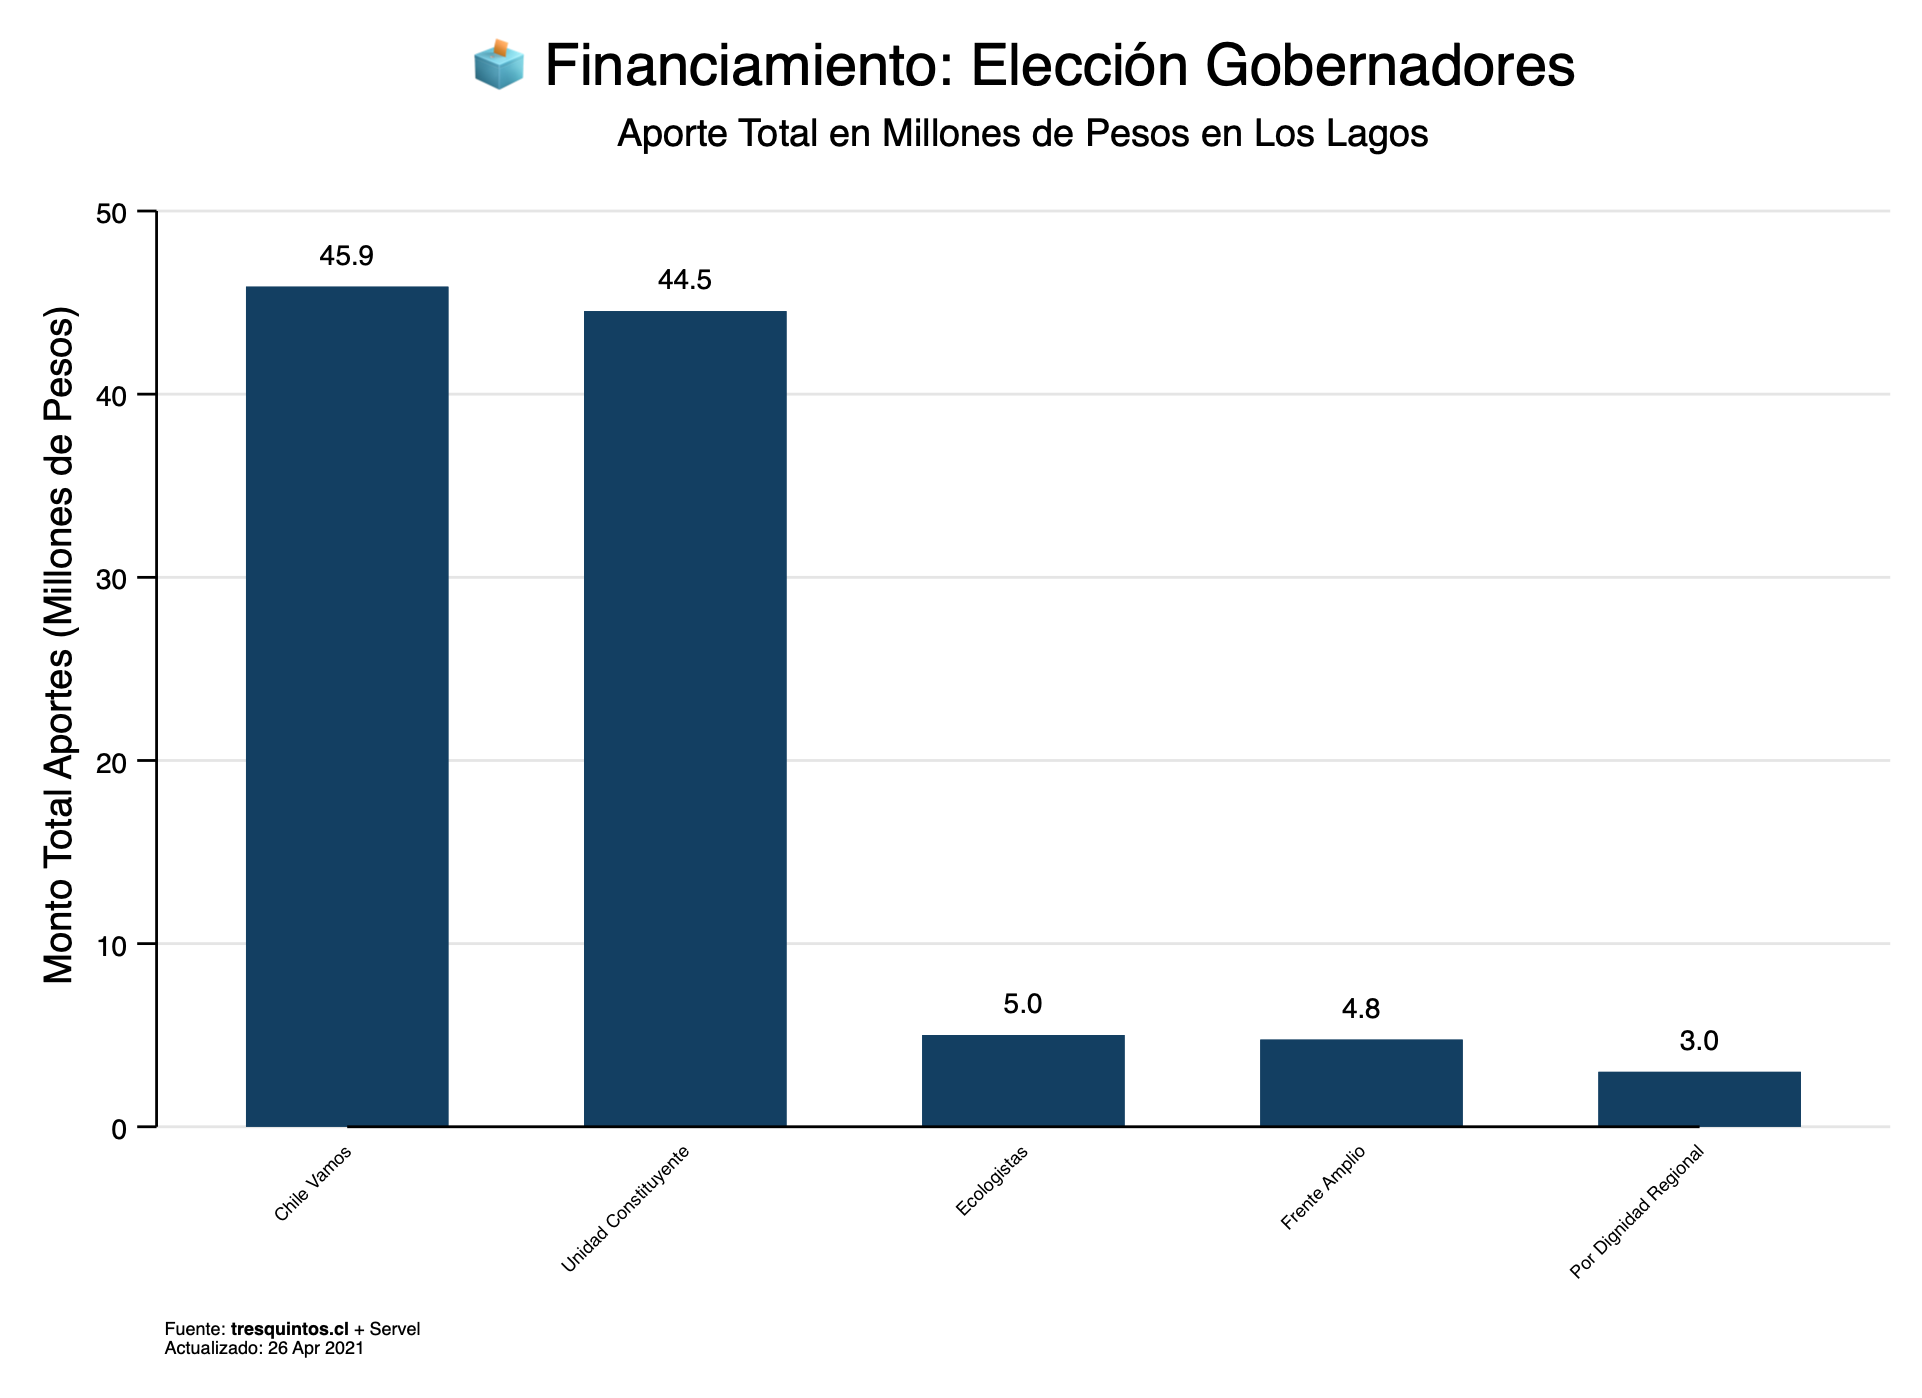 Financiamiento: Elección Gobernadores
Aporte Total en Millones de Pesos en Los Lagos
Monto Total Aportes (Millones de Pesos)
50
40
30
20
10
0
45.9
44.5
5.0
4.8
3.0
Chile Vamos
Unidad Constituyente
Ecologistas
Frente Amplio
Por Dignidad Regional
Fuente: tresquintos.cl + Servel
Actualizado: 26 Apr 2021